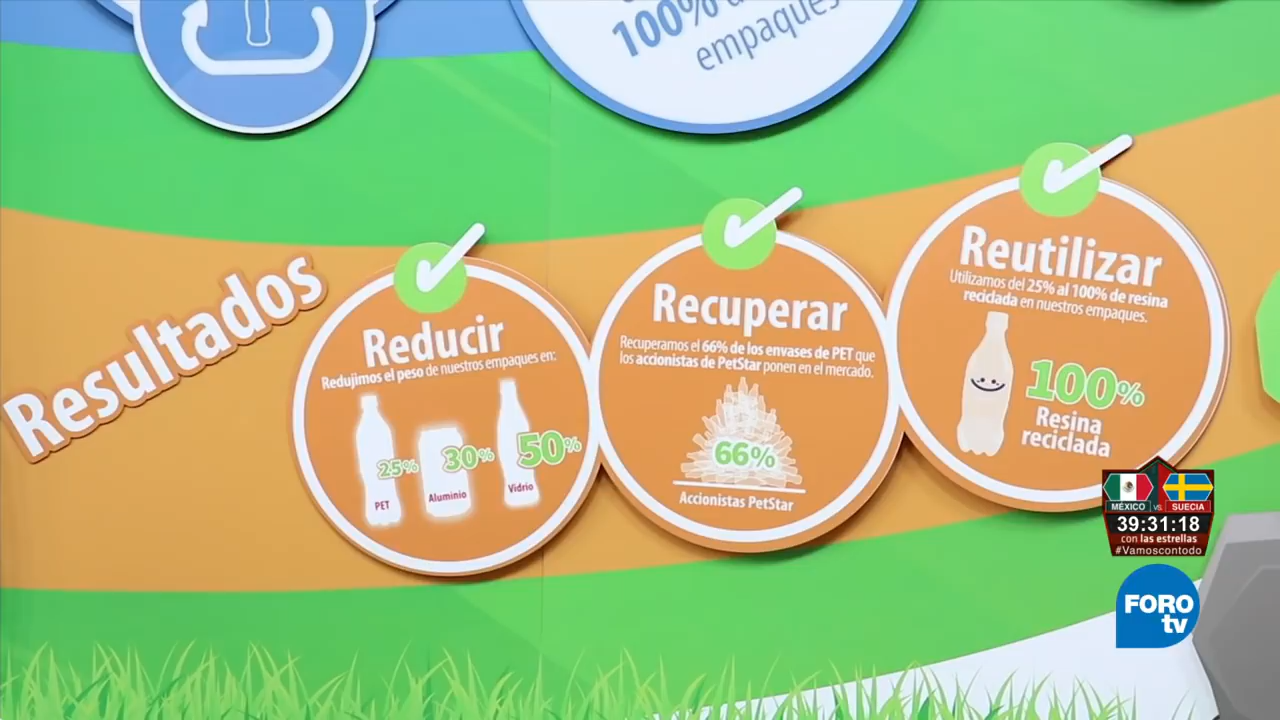 100%
empaques
Resultados
Reducir
Redujimos el peso de nuestros empaques en:
25%
30%
50%
PET
Aluminio
Vidrio
Recuperar
Recuperamos el 66% de los envases de PET que
los accionistas de PetStar ponen en el mercado.
66%
Accionistas PetStar
Reutilizar
Utilizamos del 25% al 100% de resina
reciclada en nuestros empaques.
100%
Resina
reciclada
MÉXICO VS. SUECIA
39:31:18
con las estrellas
#Vamoscontodo
FORO
tv